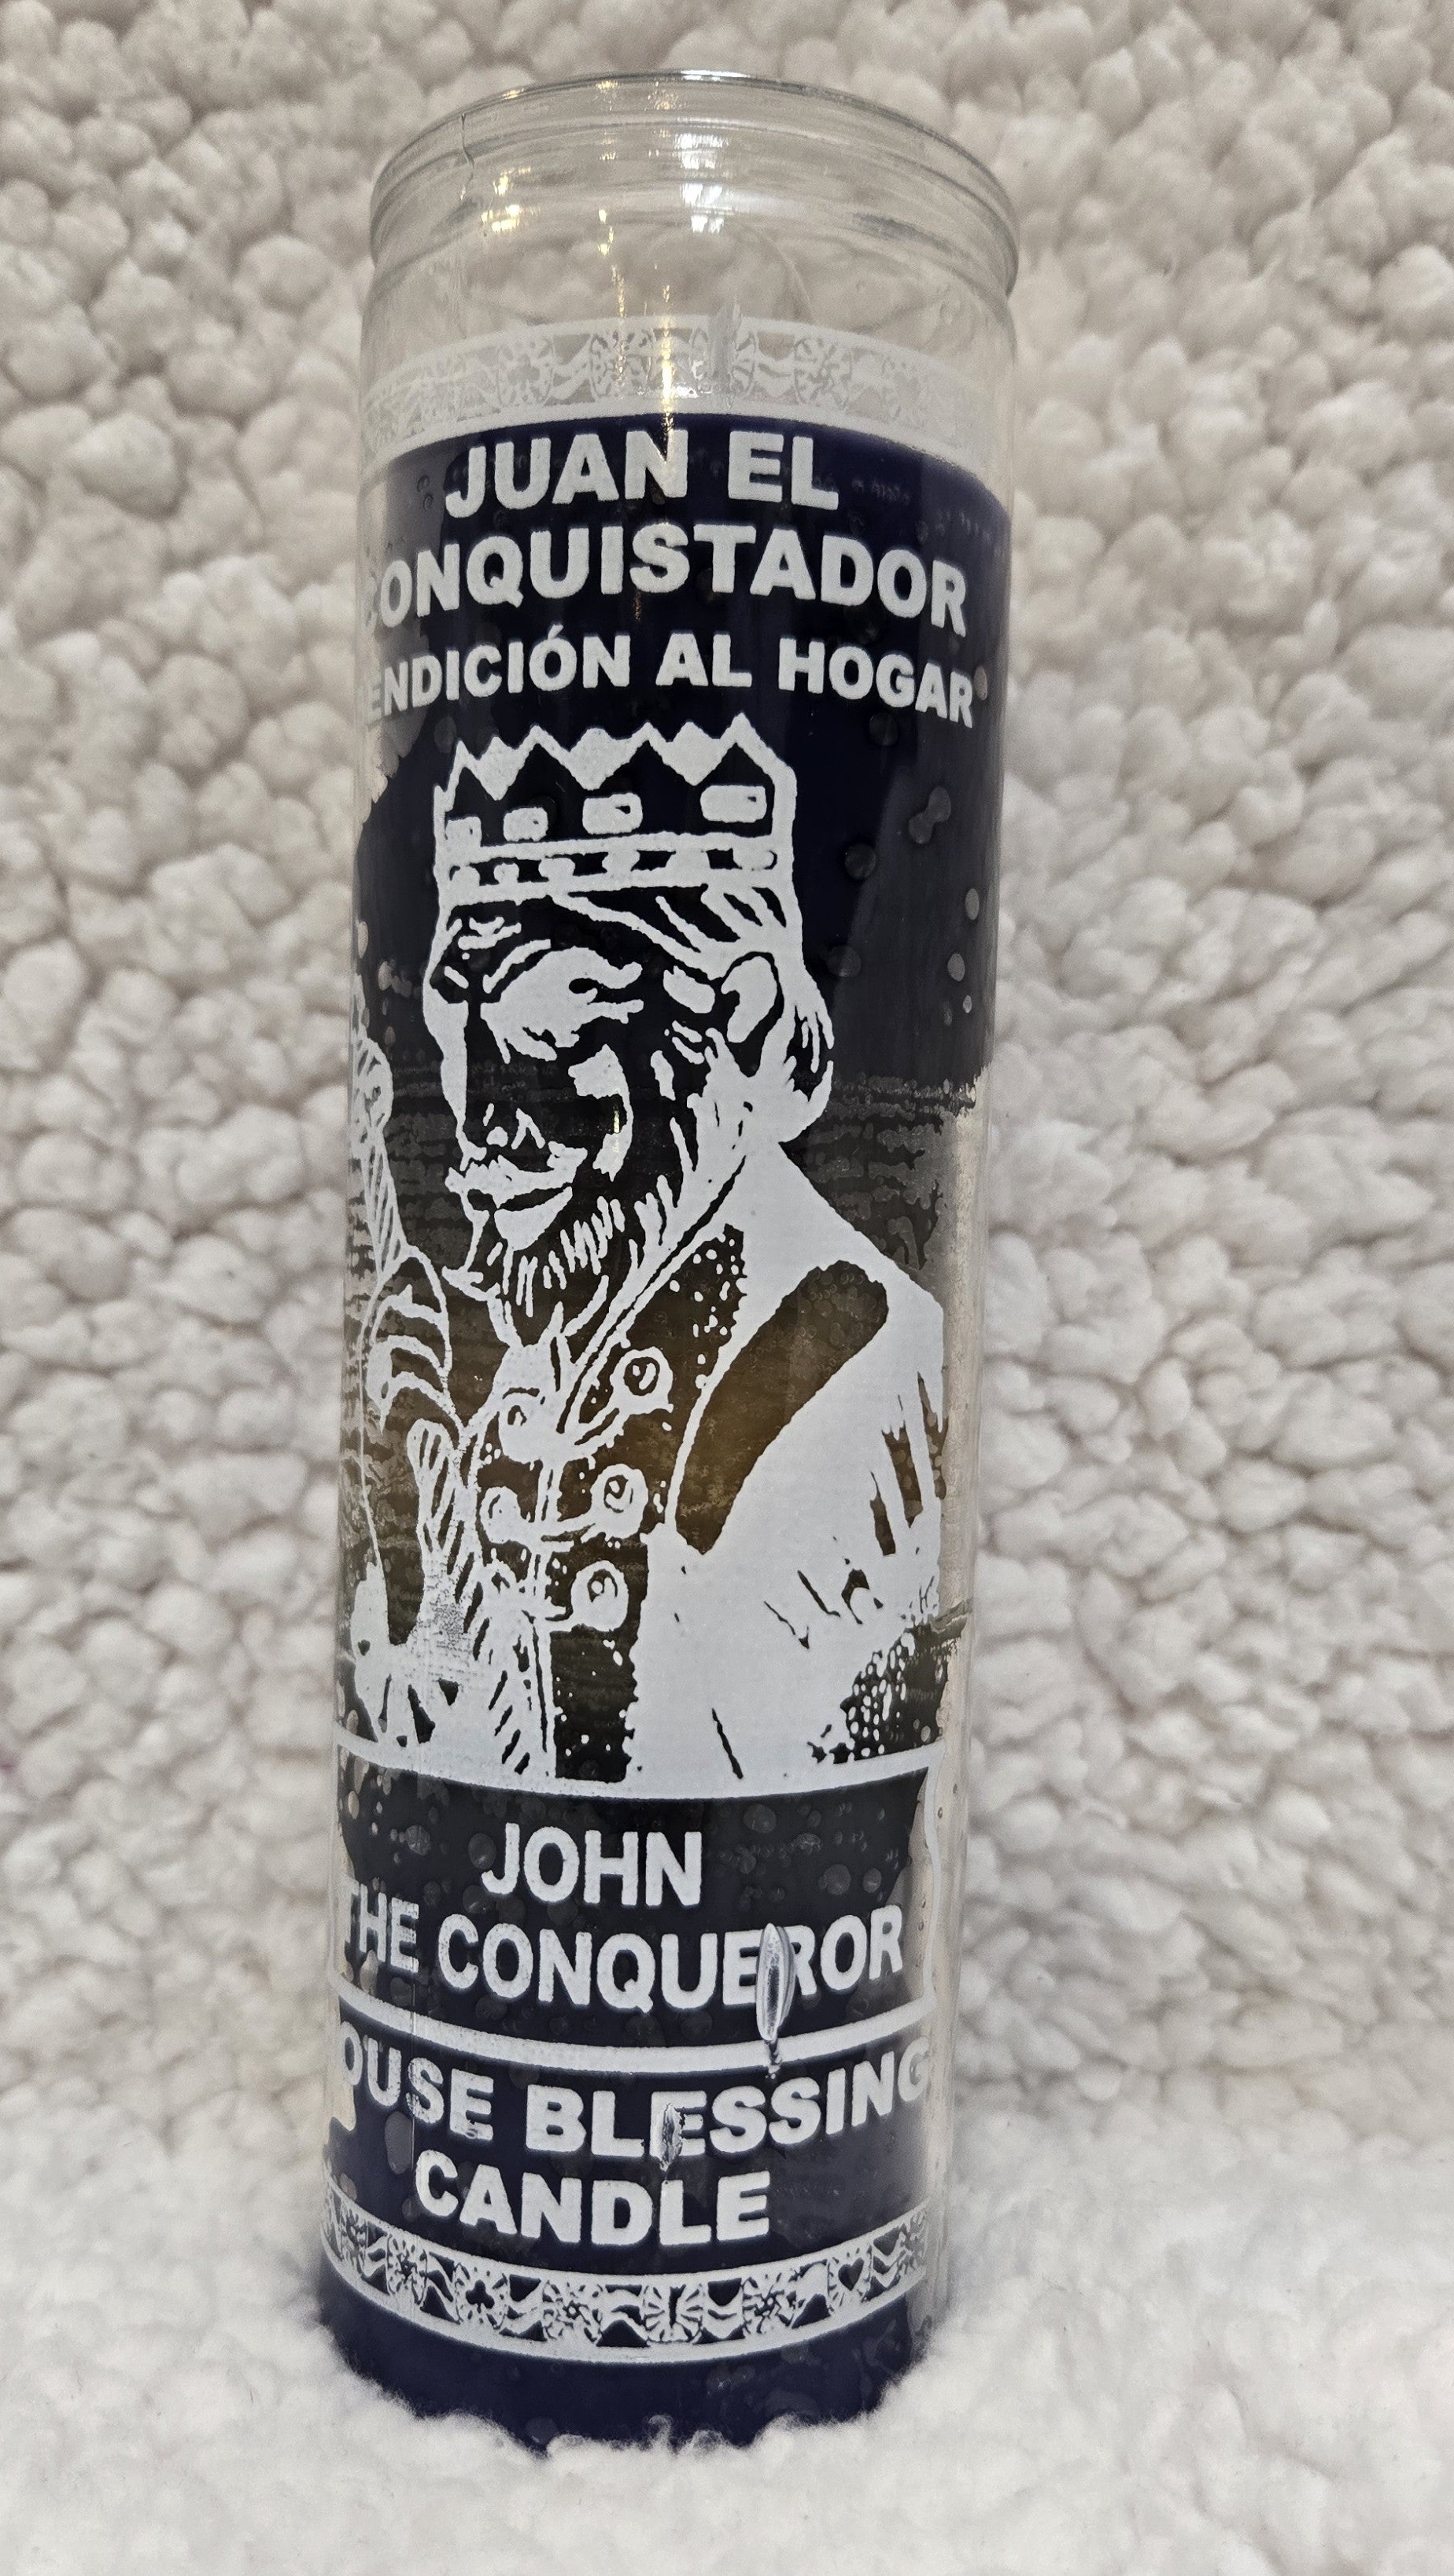 JUAN EL
CONQUISTADOR
ENDICIÓN AL HOGAR
JOHN
THE CONQUEROR
OUSE BLESSING
CANDLE